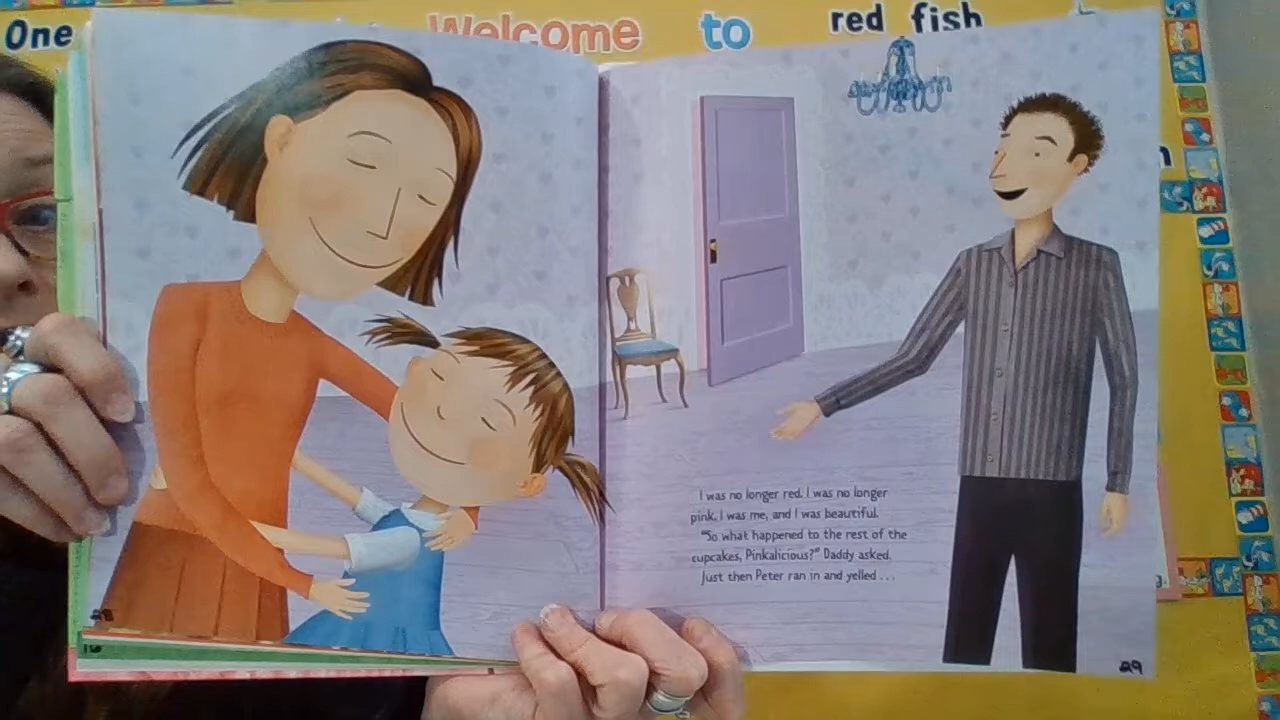 One Welcome to red fish
I was no longer red. I was no longer
pink. I was me, and I was beautiful.
"So what happened to the rest of the
cupcakes, Pinkalicious?" Daddy asked.
Just then Peter ran in and yelled . . .
28
16
29